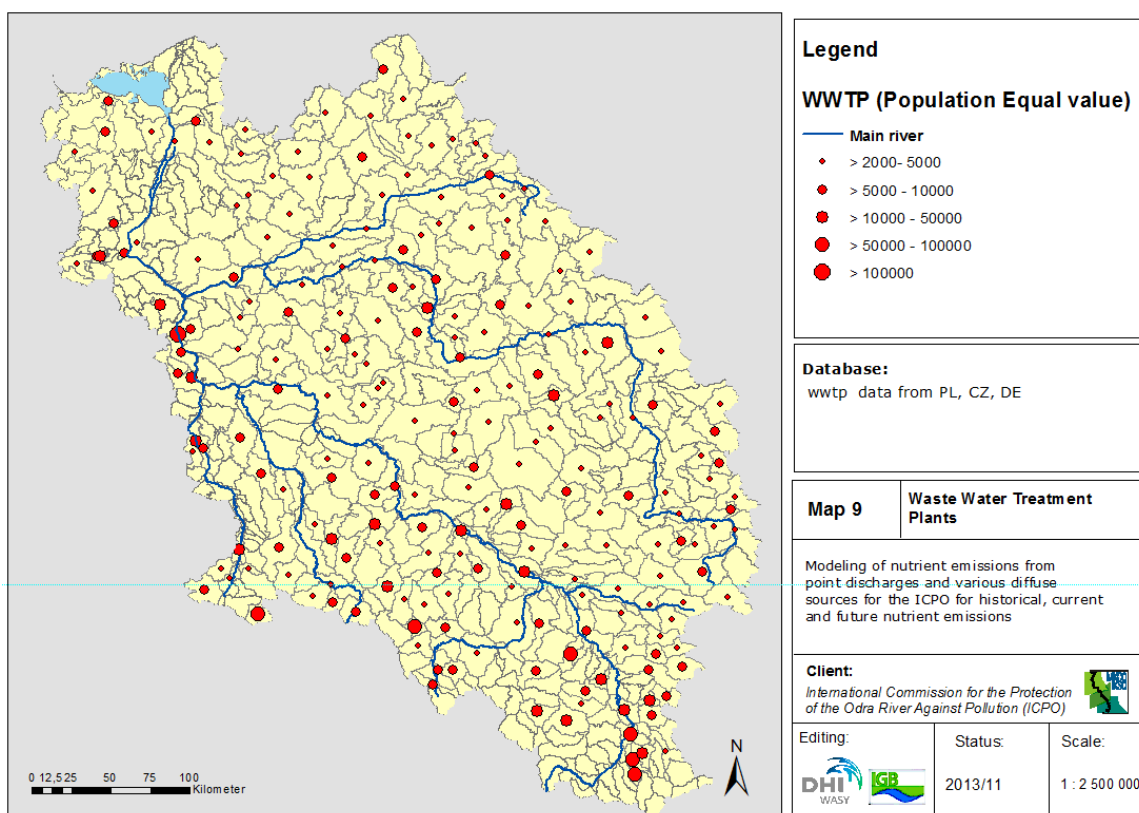 Legend
WWTP (Population Equal value)
Main river
> 2000- 5000
> 5000 - 10000
> 10000 - 50000
> 50000 - 100000
> 100000
Database:
wwtp data from PL, CZ, DE
Map 9
Waste Water Treatment
Plants
Modeling of nutrient emissions from
point discharges and various diffuse
sources for the ICPO for historical, current
and future nutrient emissions
Client:
International Commission for the Protection
of the Odra River Against Pollution (ICPO)
Editing:
DHI
WASY
IGB
Status:
2013/11
Scale:
1 : 2 500 000
N
0 12,525 50 75 100
Kilometer